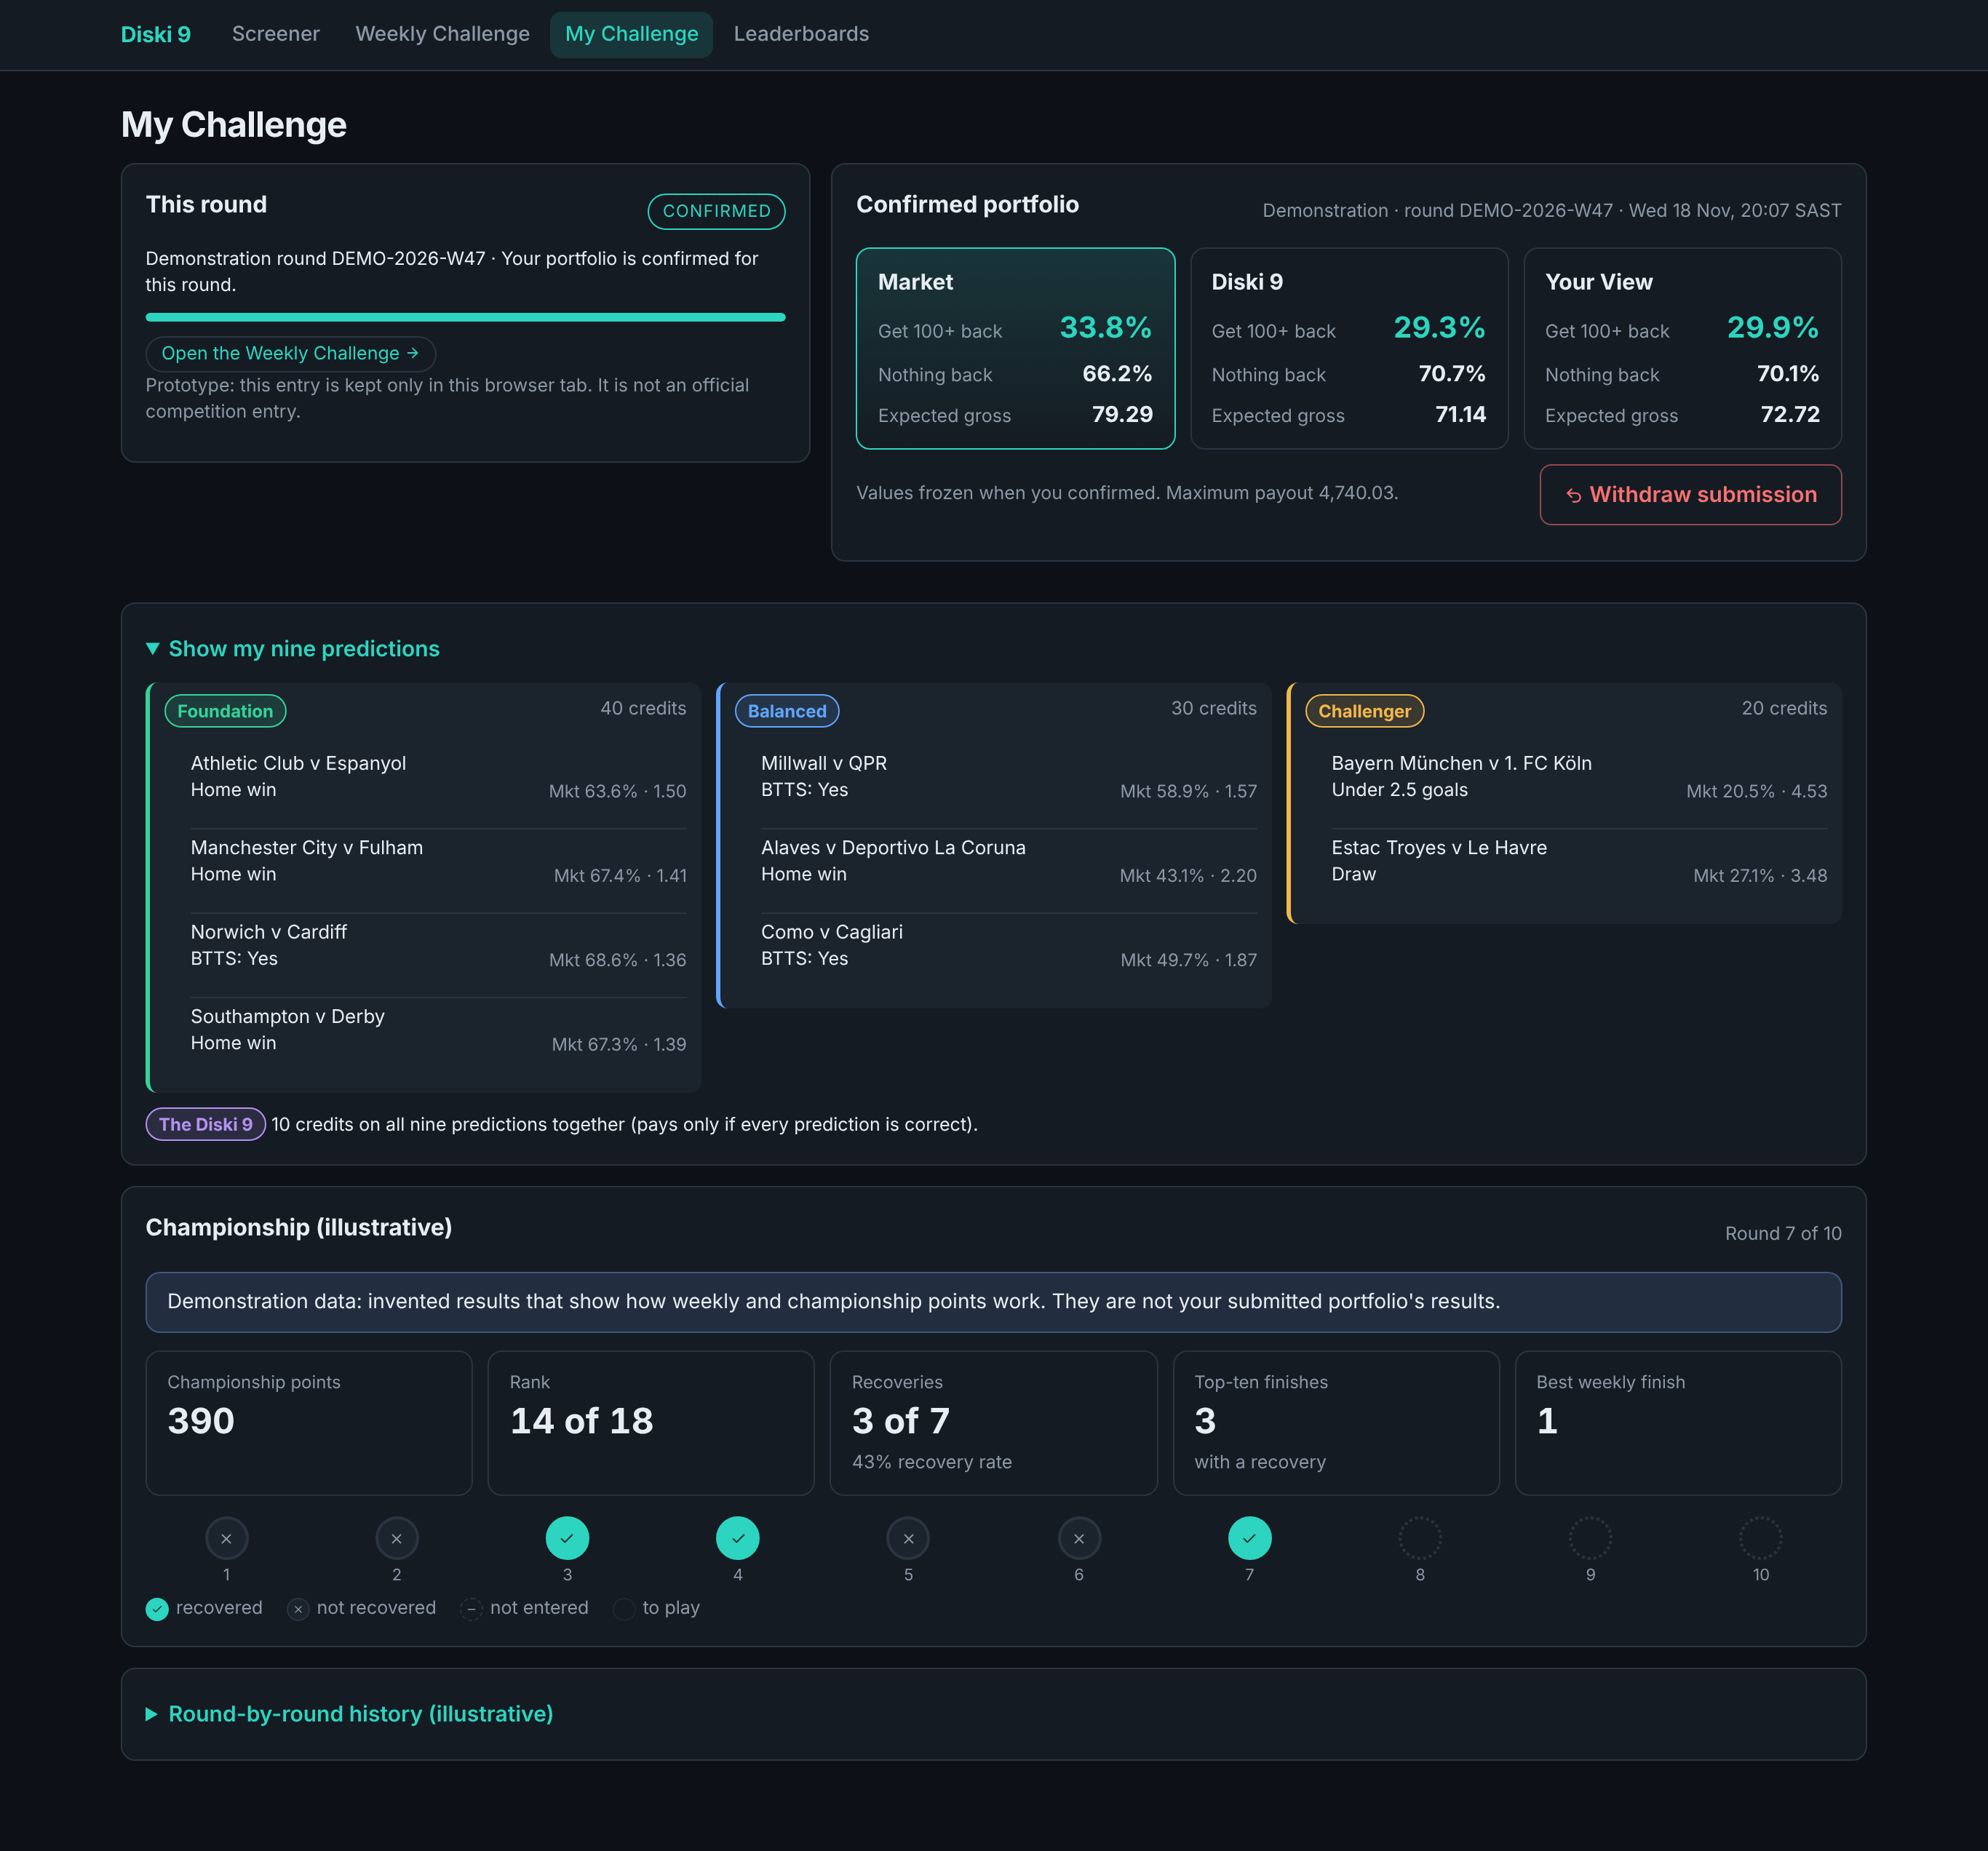 Diski 9
Screener
Weekly Challenge
My Challenge
Leaderboards
My Challenge
This round
CONFIRMED
Demonstration round DEMO-2026-W47 · Your portfolio is confirmed for
this round.
Open the Weekly Challenge →
Prototype: this entry is kept only in this browser tab. It is not an official
competition entry.
Confirmed portfolio
Demonstration · round DEMO-2026-W47 · Wed 18 Nov, 20:07 SAST
Market
Get 100+ back 33.8%
Nothing back 66.2%
Expected gross 79.29
Diski 9
Get 100+ back 29.3%
Nothing back 70.7%
Expected gross 71.14
Your View
Get 100+ back 29.9%
Nothing back 70.1%
Expected gross 72.72
Values frozen when you confirmed. Maximum payout 4,740.03.
Withdraw submission
▼ Show my nine predictions
Foundation 40 credits
Athletic Club v Espanyol
Home win Mkt 63.6% · 1.50
Manchester City v Fulham
Home win Mkt 67.4% · 1.41
Norwich v Cardiff
BTTS: Yes Mkt 68.6% · 1.36
Southampton v Derby
Home win Mkt 67.3% · 1.39
Balanced 30 credits
Millwall v QPR
BTTS: Yes Mkt 58.9% · 1.57
Alaves v Deportivo La Coruna
Home win Mkt 43.1% · 2.20
Como v Cagliari
BTTS: Yes Mkt 49.7% · 1.87
Challenger 20 credits
Bayern München v 1. FC Köln
Under 2.5 goals Mkt 20.5% · 4.53
Estac Troyes v Le Havre
Draw Mkt 27.1% · 3.48
The Diski 9 10 credits on all nine predictions together (pays only if every prediction is correct).
Championship (illustrative)
Round 7 of 10
Demonstration data: invented results that show how weekly and championship points work. They are not your submitted portfolio's results.
Championship points
390
Rank
14 of 18
Recoveries
3 of 7
43% recovery rate
Top-ten finishes
3
with a recovery
Best weekly finish
1
1 2 3 4 5 6 7 8 9 10
recovered not recovered not entered to play
▶ Round-by-round history (illustrative)